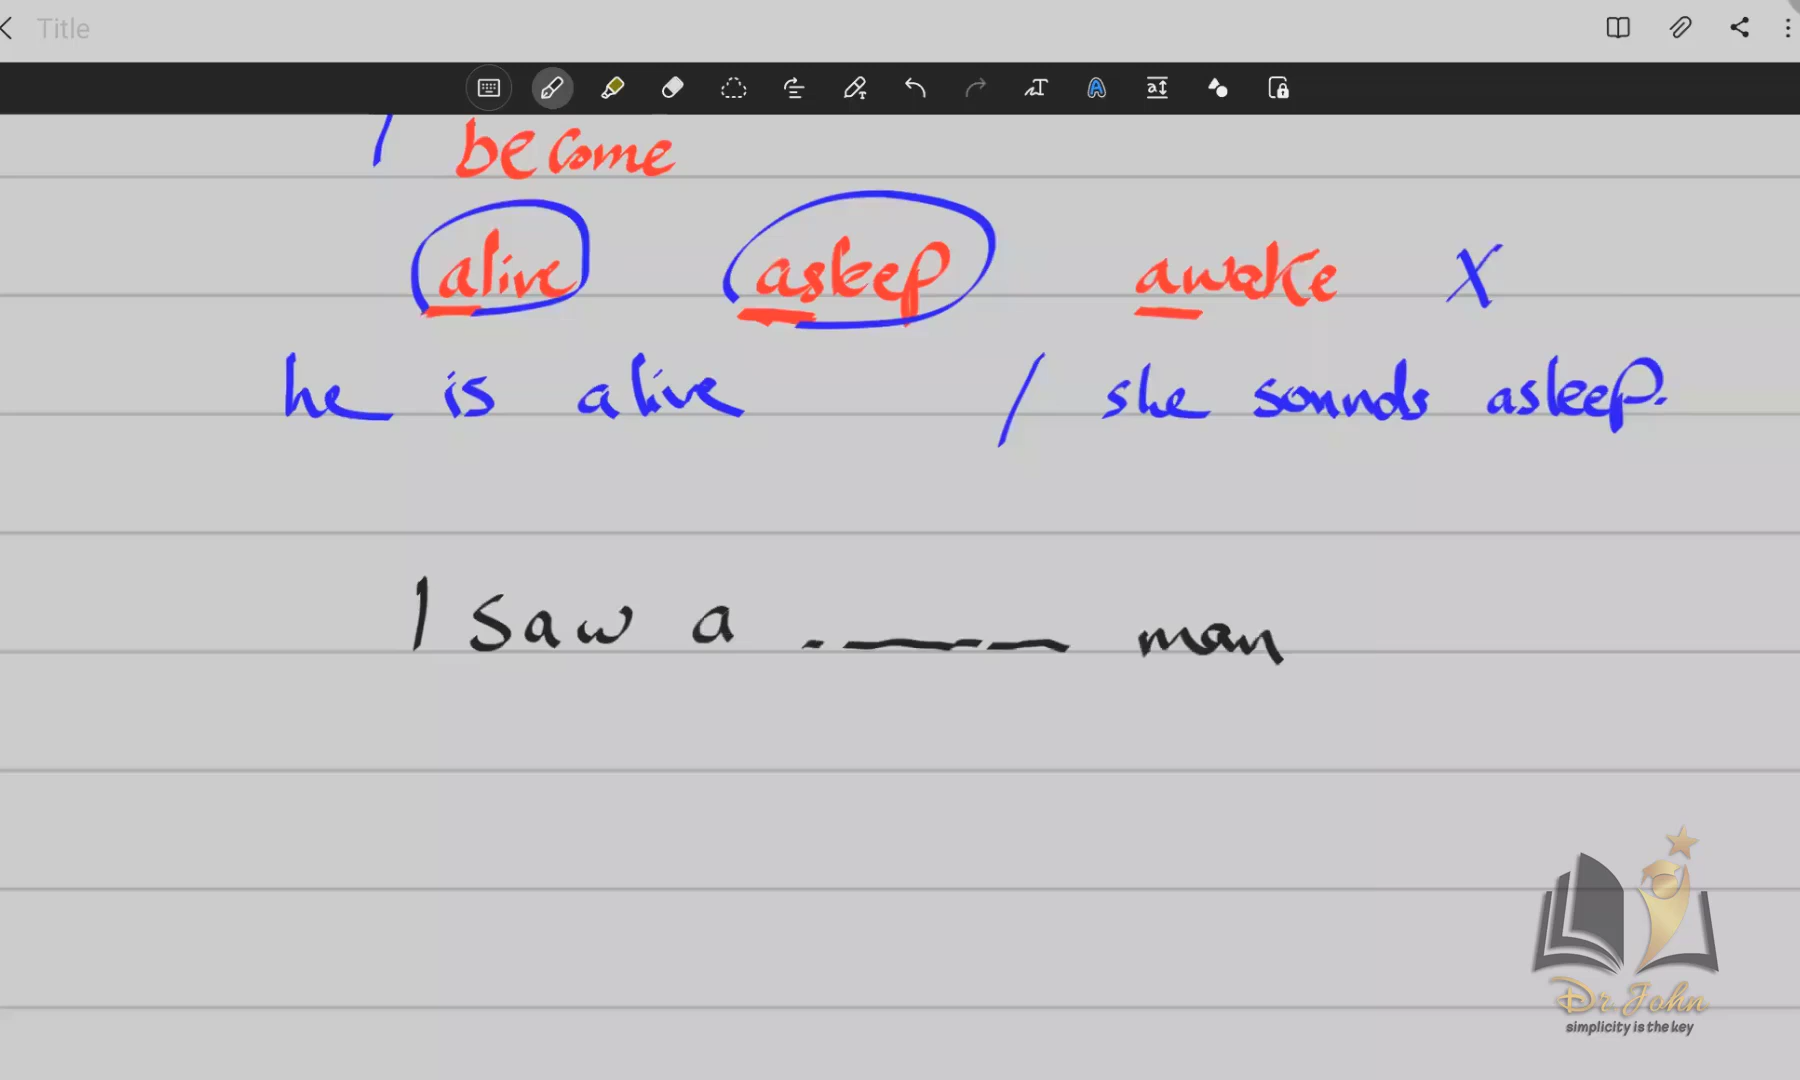 Title
become
alive asleep awake X
he is alive / she sounds asleep.
I saw a ------ man
Dr. John
simplicity is the key